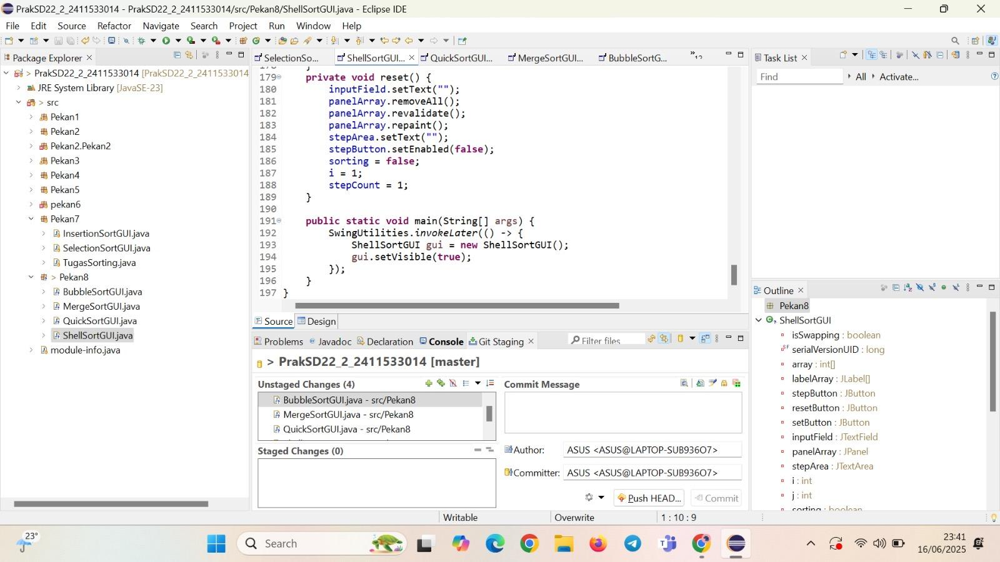 PrakSD22_2_2411533014 - PrakSD22_2_2411533014/src/Pekan8/ShellSortGUI.java - Eclipse IDE
File Edit Source Refactor Navigate Search Project Run Window Help
Package Explorer
> PrakSD22_2_2411533014 [PrakSD22_2_2411533014
JRE System Library [JavaSE-23]
> src
Pekan1
Pekan2
Pekan2.Pekan2
Pekan3
Pekan4
Pekan5
pekan6
Pekan7
InsertionSortGUI.java
SelectionSortGUI.java
TugasSorting.java
> Pekan8
BubbleSortGUI.java
MergeSortGUI.java
QuickSortGUI.java
ShellSortGUI.java
module-info.java
SelectionSo... ShellSortGUI... QuickSortGUI... MergeSortGUI... BubbleSortG... »12
178 }
179 private void reset() {
180 inputField.setText("");
181 panelArray.removeAll();
182 panelArray.revalidate();
183 panelArray.repaint();
184 stepArea.setText("");
185 stepButton.setEnabled(false);
186 sorting = false;
187 i = 1;
188 stepCount = 1;
189 }
190
191 public static void main(String[] args) {
192 SwingUtilities.invokeLater(() -> {
193 ShellSortGUI gui = new ShellSortGUI();
194 gui.setVisible(true);
195 });
196 }
197 }
Source Design
Problems Javadoc Declaration Console Git Staging Filter files
> PrakSD22_2_2411533014 [master]
Unstaged Changes (4)
BubbleSortGUI.java - src/Pekan8
MergeSortGUI.java - src/Pekan8
QuickSortGUI.java - src/Pekan8
Staged Changes (0)
Commit Message
Author: ASUS <ASUS@LAPTOP-SUB936O7>
Committer: ASUS <ASUS@LAPTOP-SUB936O7>
Push HEAD... Commit
Task List
Find All Activate...
Outline
Pekan8
ShellSortGUI
isSwapping : boolean
serialVersionUID : long
array : int[]
labelArray : JLabel[]
stepButton : JButton
resetButton : JButton
setButton : JButton
inputField : JTextField
panelArray : JPanel
stepArea : JTextArea
i : int
j : int
sorting : boolean
Writable Overwrite 1 : 10 : 9
23°
Search
23:41
16/06/2025